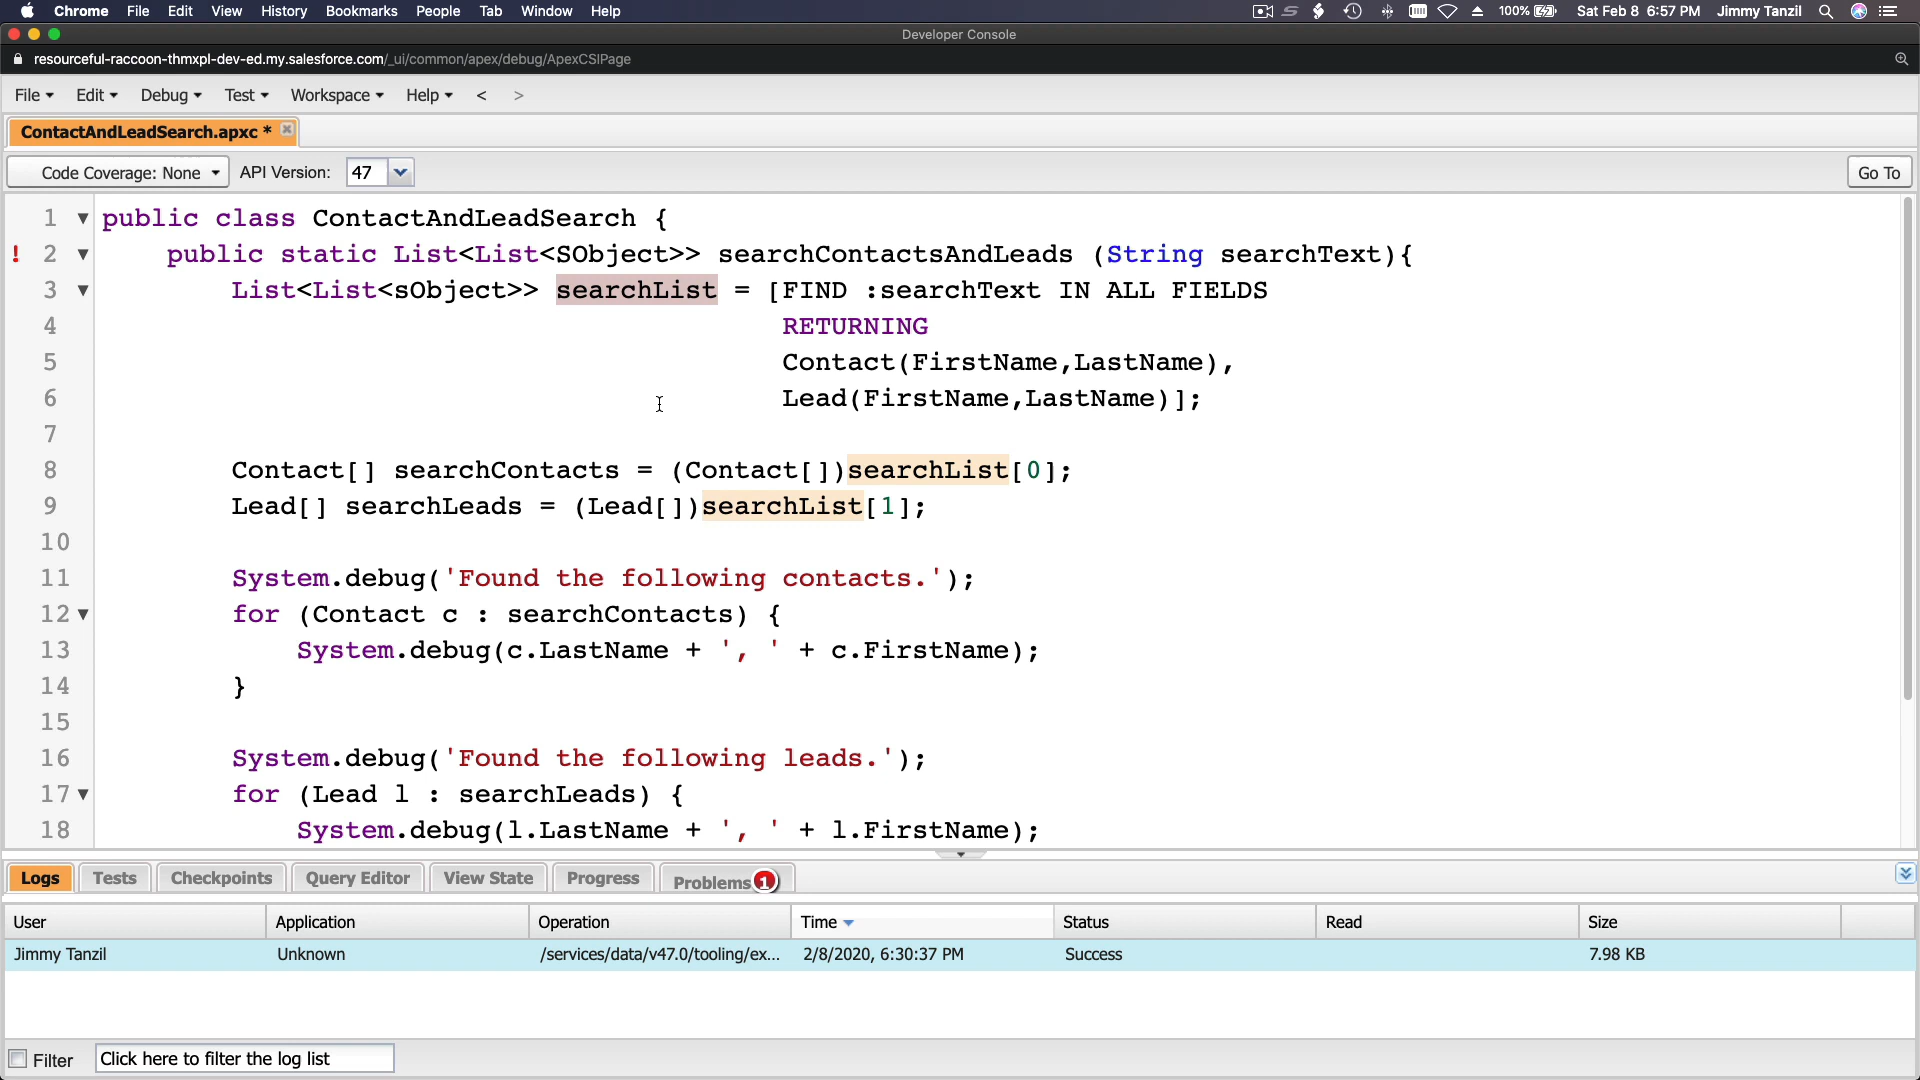 Chrome File Edit View History Bookmarks People Tab Window Help 100% Sat Feb 8 6:57 PM Jimmy Tanzil
Developer Console
resourceful-raccoon-thmxpl-dev-ed.my.salesforce.com/_ui/common/apex/debug/ApexCSIPage
File Edit Debug Test Workspace Help < >
ContactAndLeadSearch.apxc *
Code Coverage: None API Version: 47 Go To
1 public class ContactAndLeadSearch {
! 2 public static List<List<SObject>> searchContactsAndLeads (String searchText){
3 List<List<sObject>> searchList = [FIND :searchText IN ALL FIELDS
4 RETURNING
5 Contact(FirstName,LastName),
6 Lead(FirstName,LastName)];
7
8 Contact[] searchContacts = (Contact[])searchList[0];
9 Lead[] searchLeads = (Lead[])searchList[1];
10
11 System.debug('Found the following contacts.');
12 for (Contact c : searchContacts) {
13 System.debug(c.LastName + ', ' + c.FirstName);
14 }
15
16 System.debug('Found the following leads.');
17 for (Lead l : searchLeads) {
18 System.debug(l.LastName + ', ' + l.FirstName);
Logs Tests Checkpoints Query Editor View State Progress Problems 1
User Application Operation Time Status Read Size
Jimmy Tanzil Unknown /services/data/v47.0/tooling/ex... 2/8/2020, 6:30:37 PM Success 7.98 KB
Filter Click here to filter the log list